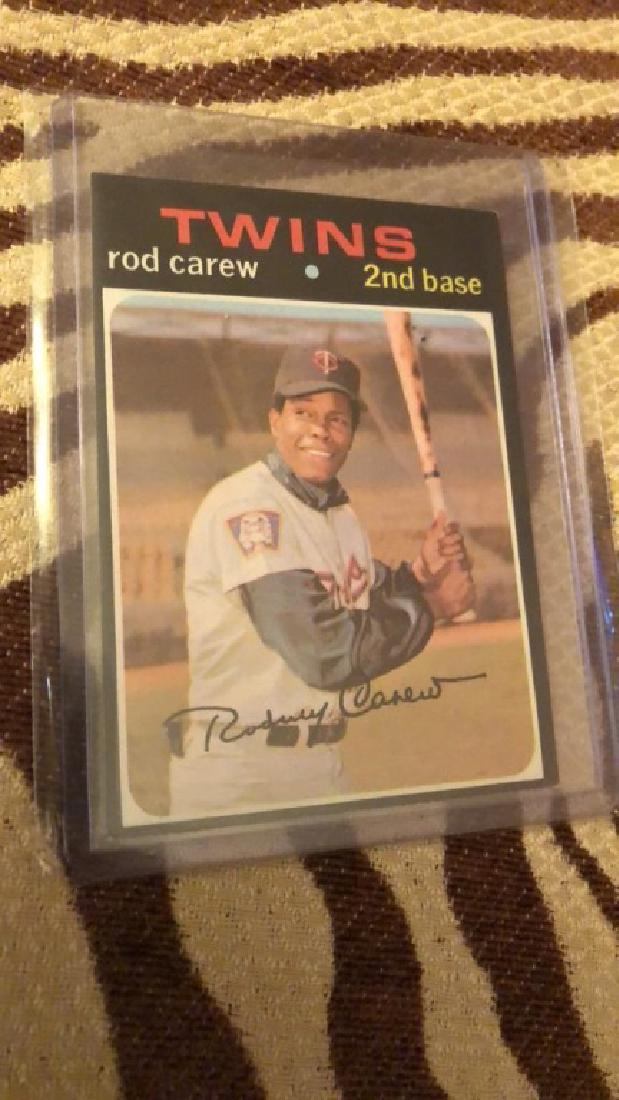 TWINS
rod carew • 2nd base
Rodney Carew